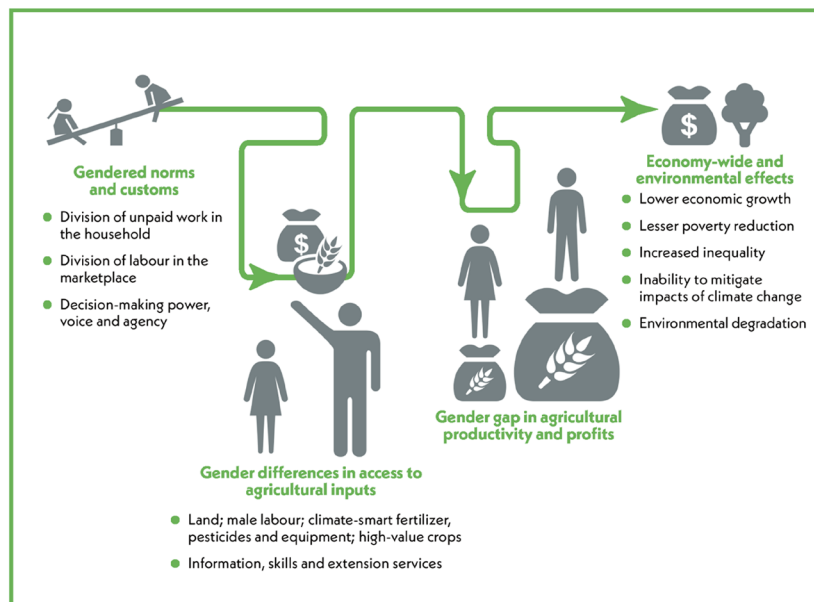 $
Gendered norms
and customs
● Division of unpaid work in
the household
● Division of labour in the
marketplace
● Decision-making power,
voice and agency
$
Gender differences in access to
agricultural inputs
● Land; male labour; climate-smart fertilizer,
pesticides and equipment; high-value crops
● Information, skills and extension services
Gender gap in agricultural
productivity and profits
Economy-wide and
environmental effects
● Lower economic growth
● Lesser poverty reduction
● Increased inequality
● Inability to mitigate
impacts of climate change
● Environmental degradation